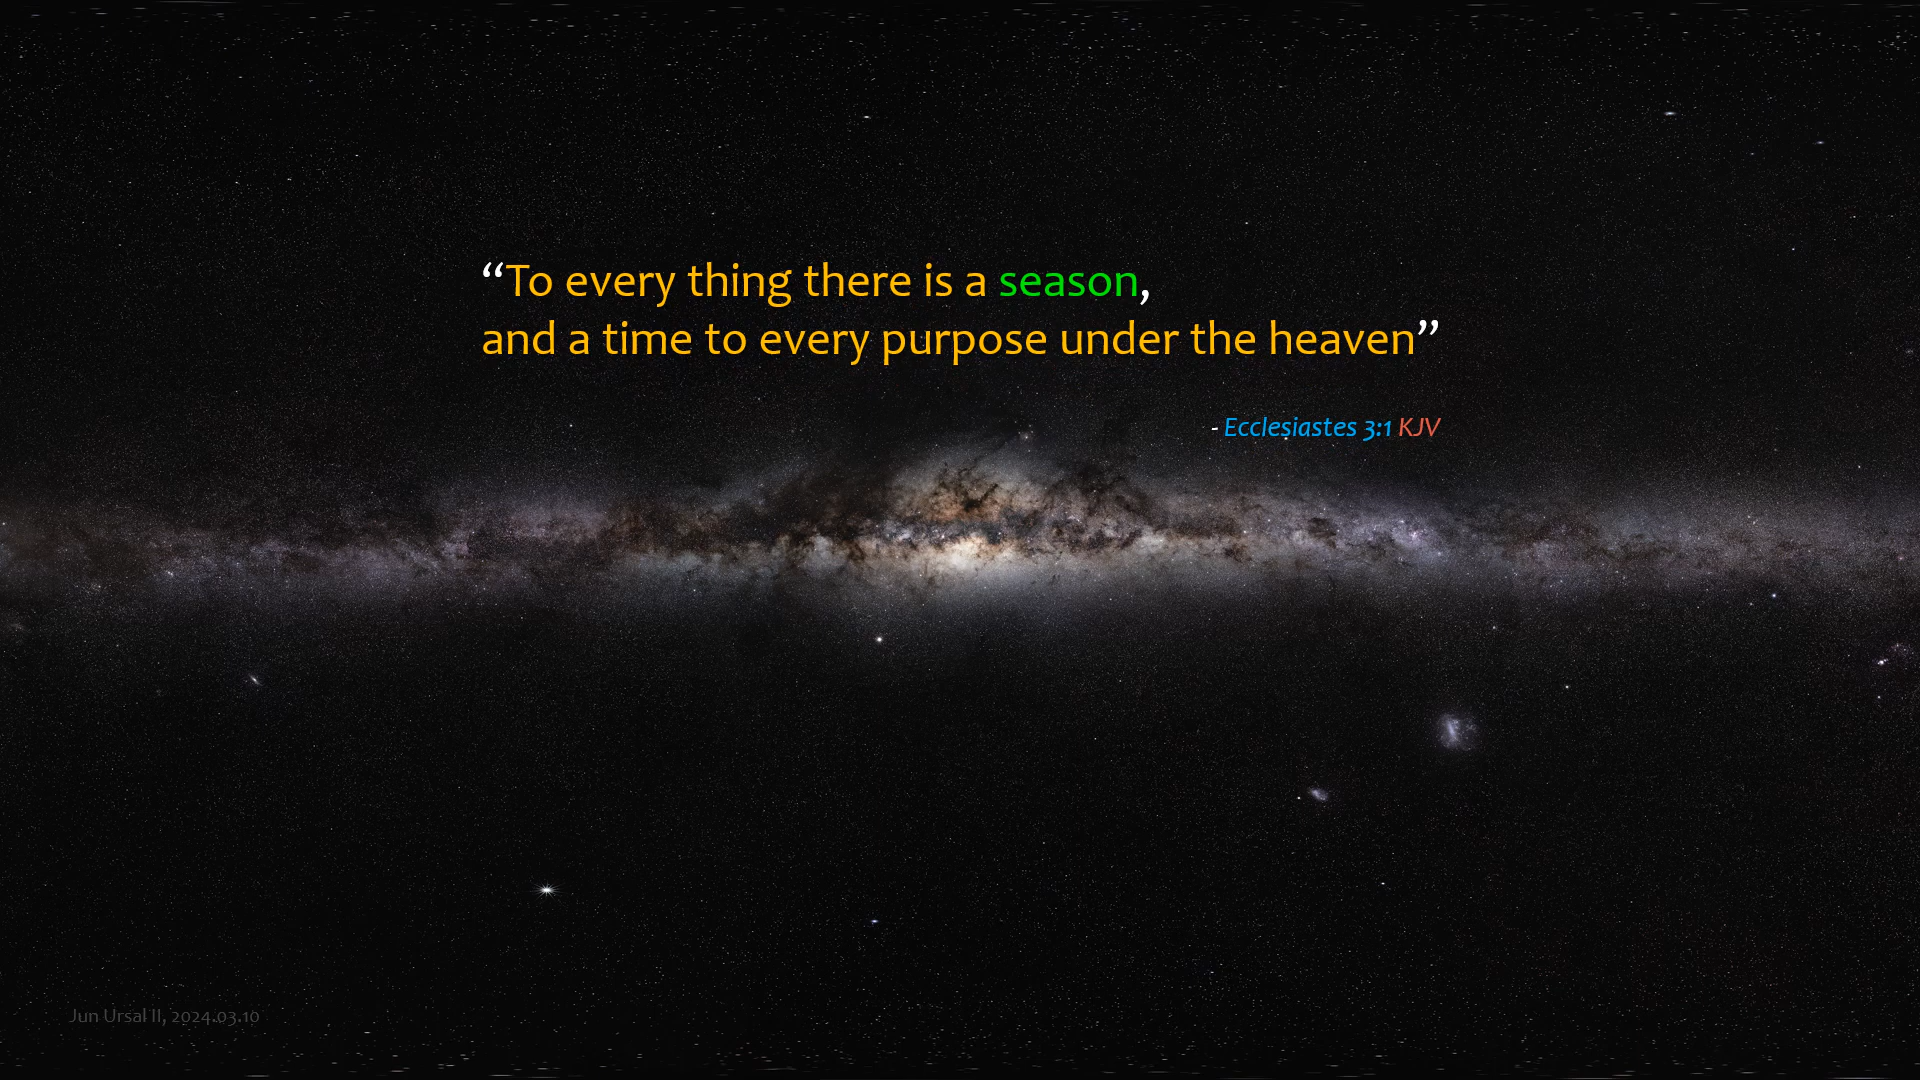 “To every thing there is a season,
and a time to every purpose under the heaven”
- Ecclesiastes 3:1 KJV
Jun Ursal II, 2024.03.10